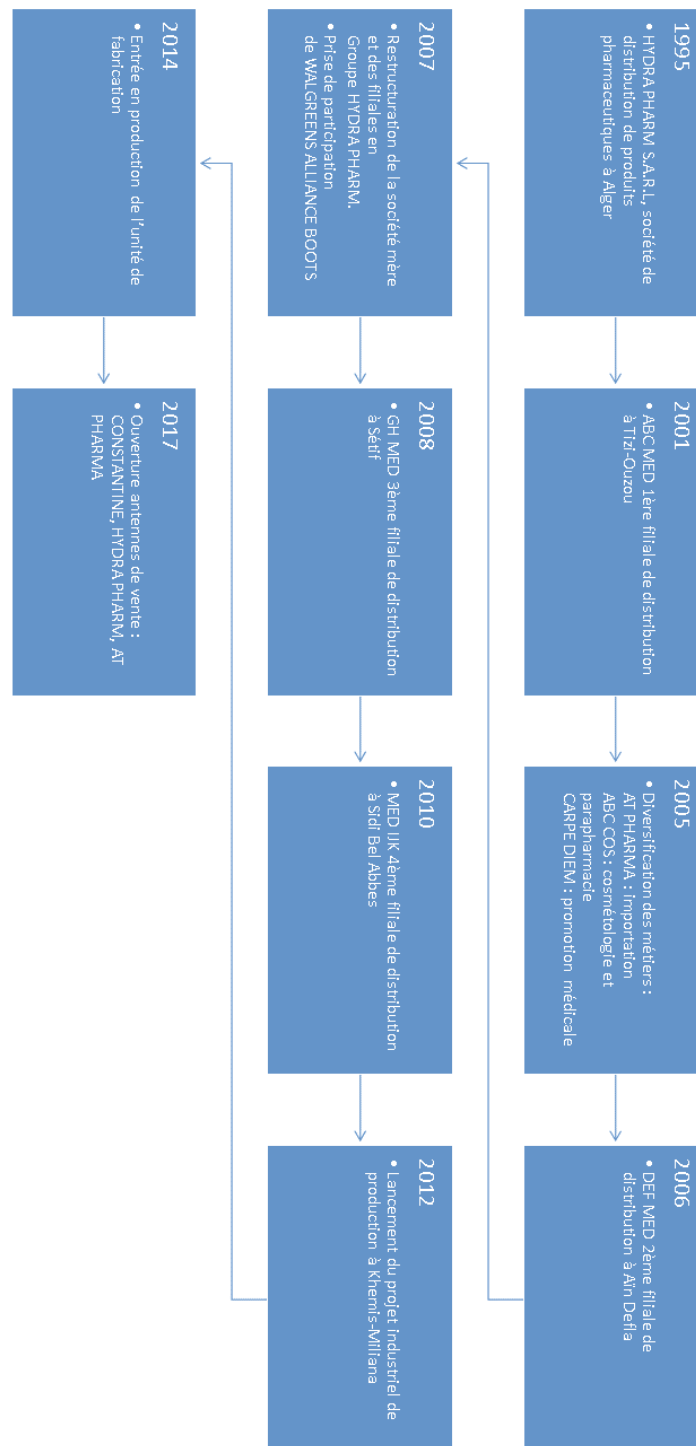 1995
• HYDRA PHARM S.A.R.L, société de
distribution de produits
pharmaceutiques à Alger
2001
• ABC MED 1ère filiale de distribution
à Tizi-Ouzou
2005
• Diversification des métiers :
AT PHARMA : importation
ABC COS : cosmétologie et
parapharmacie
CARPE DIEM : promotion médicale
2006
• DEF MED 2ème filiale de
distribution à Aïn Defla
2007
• Restructuration de la société mère
et des filiales en
Groupe HYDRA PHARM.
• Prise de participation
de WALGREENS ALLIANCE BOOTS
2008
• GH MED 3ème filiale de distribution
à Sétif
2010
• MED IJK 4ème filiale de distribution
à Sidi Bel Abbes
2012
• Lancement du projet industriel de
production à Khemis-Miliana
2014
• Entrée en production de l'unité de
fabrication
2017
• Ouverture antennes de vente :
CONSTANTINE, HYDRA PHARM, AT
PHARMA